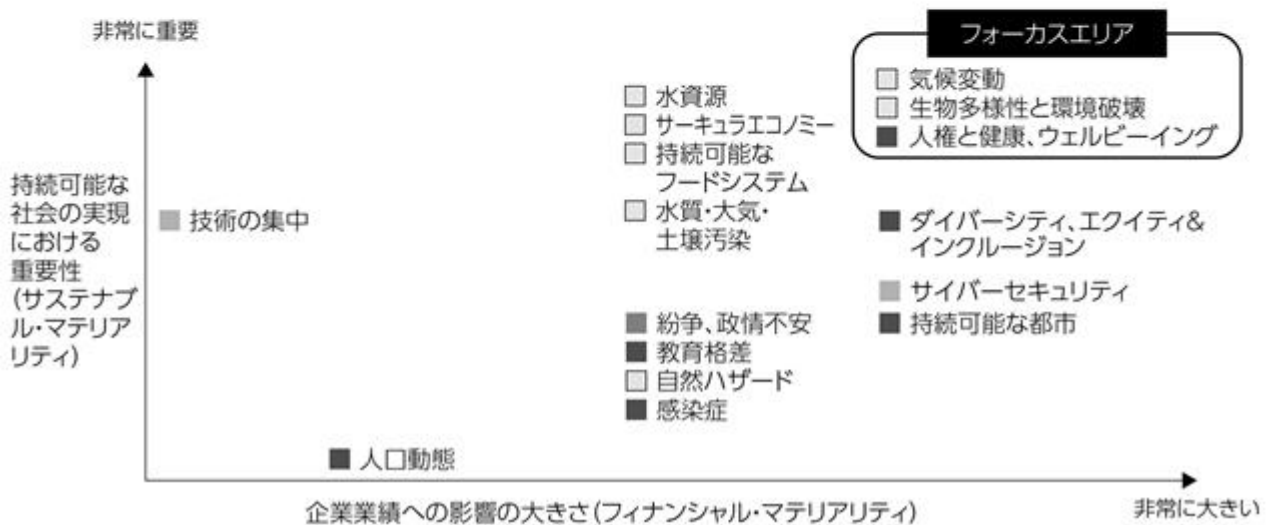 非常に重要
フォーカスエリア
気候変動
生物多様性と環境破壊
人権と健康、ウェルビーイング
水資源
サーキュラエコノミー
持続可能な
フードシステム
水質・大気・
土壌汚染
持続可能な
社会の実現
における
重要性
(サステナブ
ル・マテリア
リティ)
技術の集中
ダイバーシティ、エクイティ&
インクルージョン
サイバーセキュリティ
持続可能な都市
紛争、政情不安
教育格差
自然ハザード
感染症
人口動態
企業業績への影響の大きさ(フィナンシャル・マテリアリティ)
非常に大きい